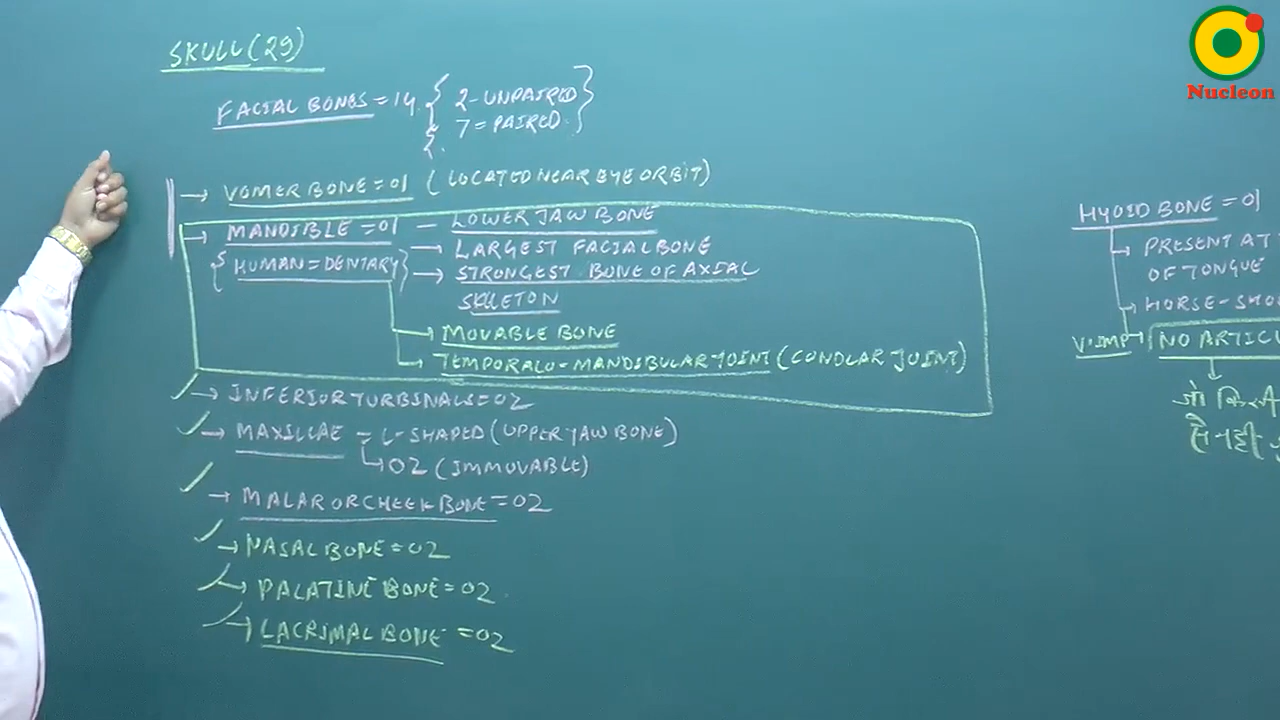 SKULL(29)
FACIAL BONES = 14 { 2-UNPAIRED }
7 = PAIRED
→ VOMER BONE = 01 (LOCATED NEAR EYE ORBIT)
→ MANDIBLE = 01 - LOWER JAW BONE
→ LARGEST FACIAL BONE
{HUMAN = DENTARY} → STRONGEST BONE OF AXIAL
SKELETON
→ MOVABLE BONE
→ TEMPORALO-MANDIBULAR JOINT (CONDLAR JOINT)
✓ → INFERIOR TURBINALS = 02
✓ → MAXILLAE - L-SHAPED (UPPER JAW BONE)
↳ 02 (IMMOVABLE)
✓ → MALAR OR CHEEK BONE = 02
✓ → NASAL BONE = 02
✓ → PALATINE BONE = 02
✓ → LACRIMAL BONE = 02
HYOID BONE = 01
→ PRESENT AT
OF TONGUE
→ HORSE-SHO
V.IMP → NO ARTICU
जो किसी
Nucleon